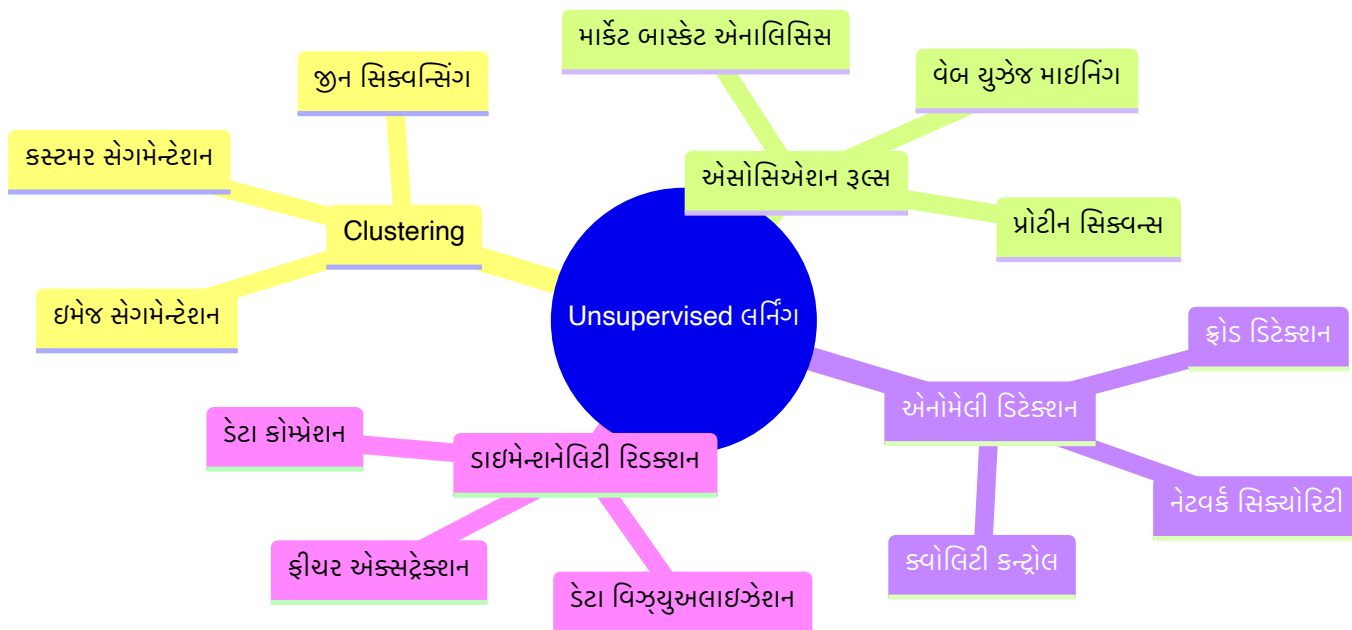 માર્કેટ બાસ્કેટ એનાલિસિસ
જીન સિક્વન્સિંગ
વેબ યુઝેજ માઇનિંગ
કસ્ટમર સેગમેન્ટેશન
એસોસિએશન રૂલ્સ
Clustering
પ્રોટીન સિક્વન્સ
ઇમેજ સેગમેન્ટેશન
Unsupervised લર્નિંગ
ફ્રોડ ડિટેક્શન
એનોમેલી ડિટેક્શન
ડેટા કોમ્પ્રેશન
ડાઇમેન્શનેલિટી રિડક્શન
નેટવર્ક સિક્યોરિટી
ક્વોલિટી કન્ટ્રોલ
ફીચર એક્સટ્રેક્શન
ડેટા વિઝ્યુઅલાઇઝેશન